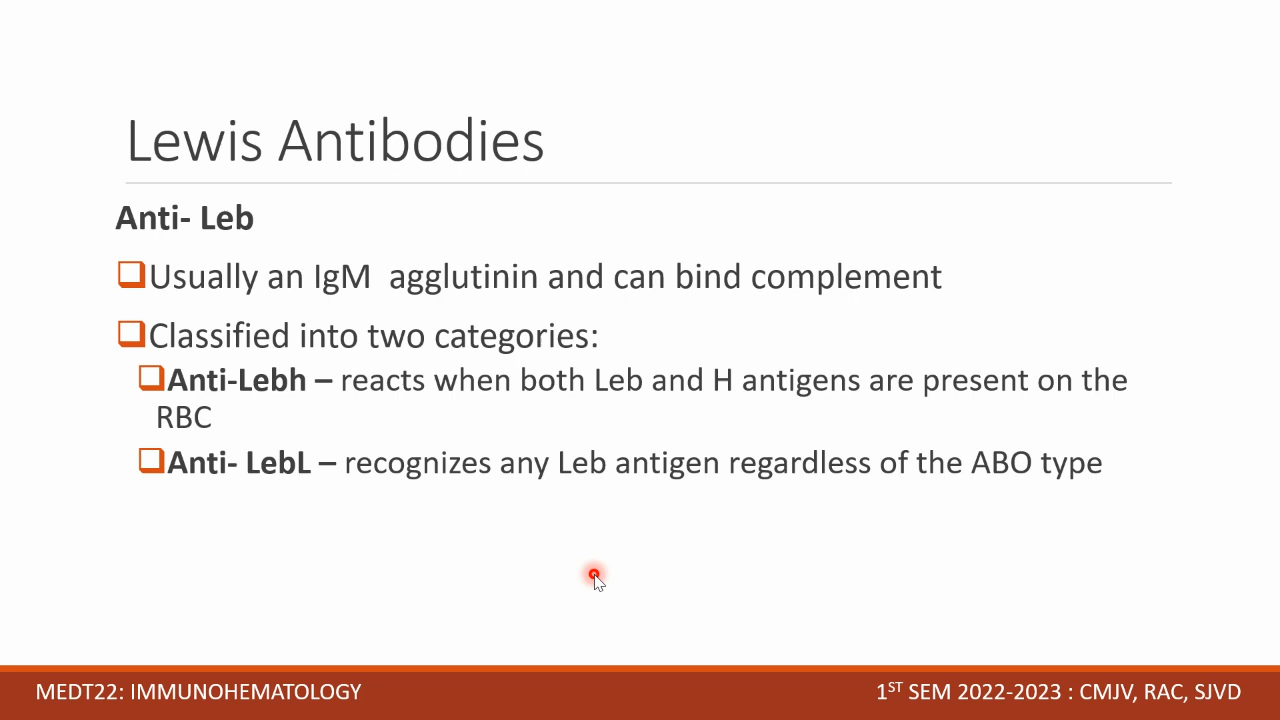 Lewis Antibodies
Anti- Leb
Usually an IgM  agglutinin and can bind complement
Classified into two categories:
Anti-Lebh – reacts when both Leb and H antigens are present on the
RBC
Anti- LebL – recognizes any Leb antigen regardless of the ABO type
MEDT22: IMMUNOHEMATOLOGY
1ST SEM 2022-2023 : CMJV, RAC, SJVD